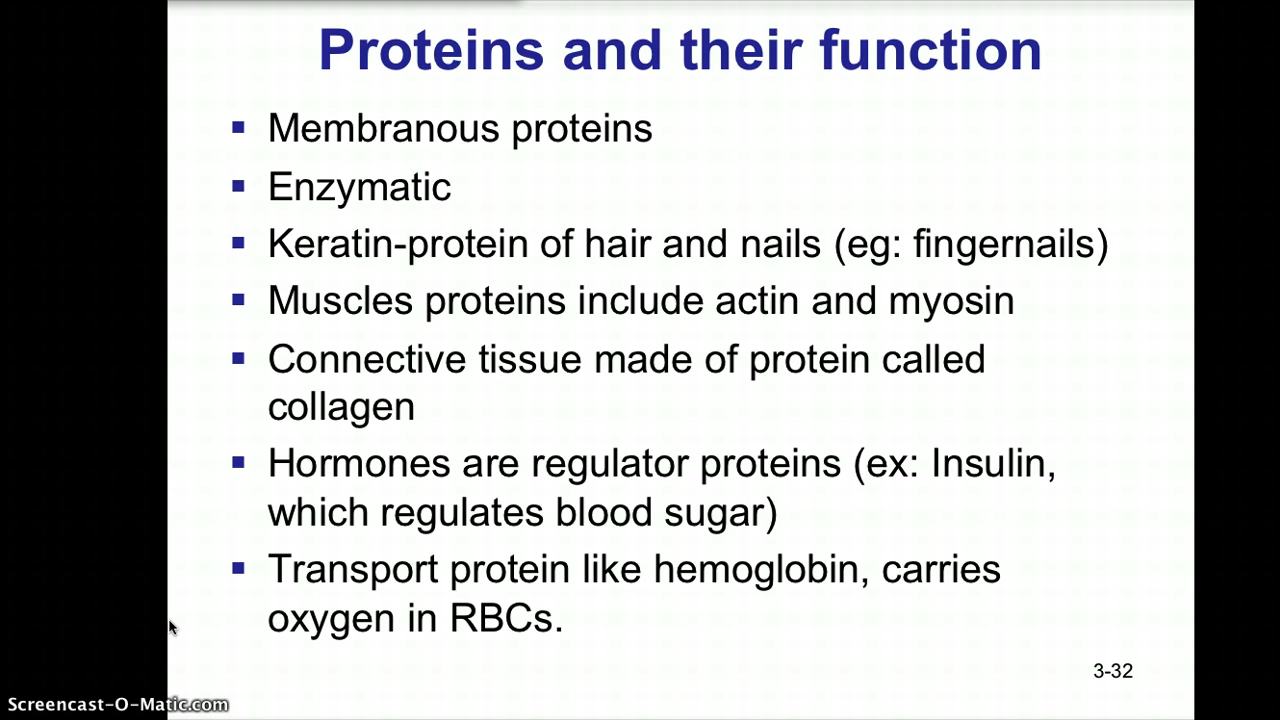 Proteins and their function
Membranous proteins
Enzymatic
Keratin-protein of hair and nails (eg: fingernails)
Muscles proteins include actin and myosin
Connective tissue made of protein called
collagen
Hormones are regulator proteins (ex: Insulin,
which regulates blood sugar)
Transport protein like hemoglobin, carries
oxygen in RBCs.
3-32
Screencast-O-Matic.com